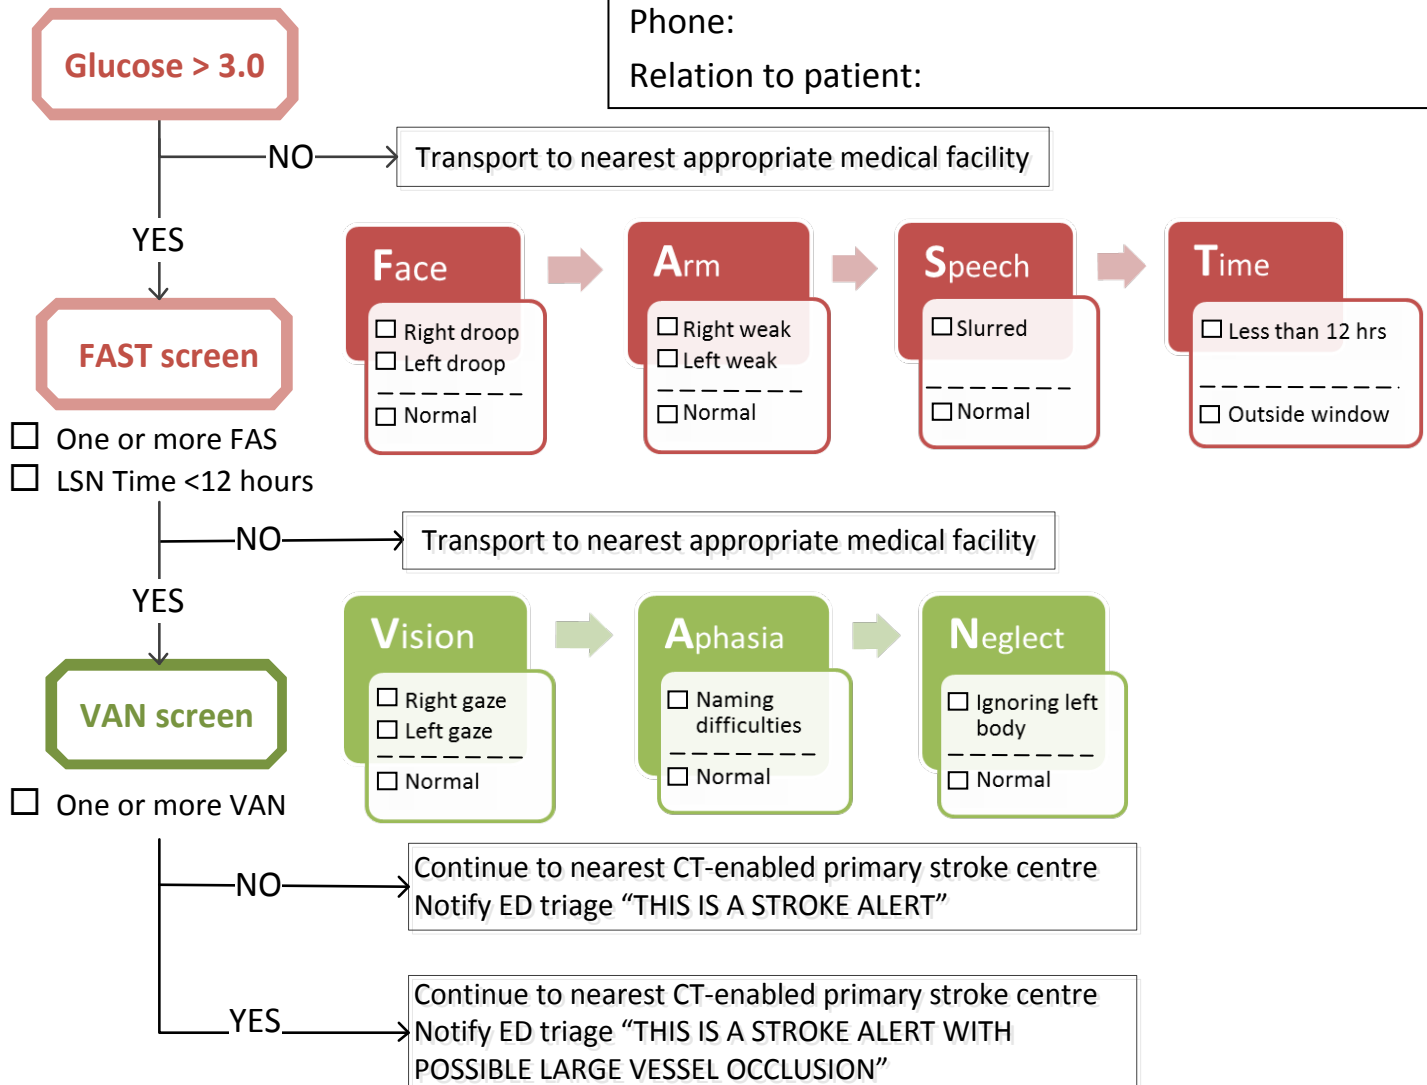 Phone:
Relation to patient:
Glucose > 3.0
NO
Transport to nearest appropriate medical facility
YES
Face
☐ Right droop
☐ Left droop
☐ Normal
Arm
☐ Right weak
☐ Left weak
☐ Normal
Speech
☐ Slurred
☐ Normal
Time
☐ Less than 12 hrs
☐ Outside window
FAST screen
☐ One or more FAS
☐ LSN Time <12 hours
NO
Transport to nearest appropriate medical facility
YES
Vision
☐ Right gaze
☐ Left gaze
☐ Normal
Aphasia
☐ Naming
difficulties
☐ Normal
Neglect
☐ Ignoring left
body
☐ Normal
VAN screen
☐ One or more VAN
NO
Continue to nearest CT-enabled primary stroke centre
Notify ED triage “THIS IS A STROKE ALERT”
YES
Continue to nearest CT-enabled primary stroke centre
Notify ED triage “THIS IS A STROKE ALERT WITH
POSSIBLE LARGE VESSEL OCCLUSION”